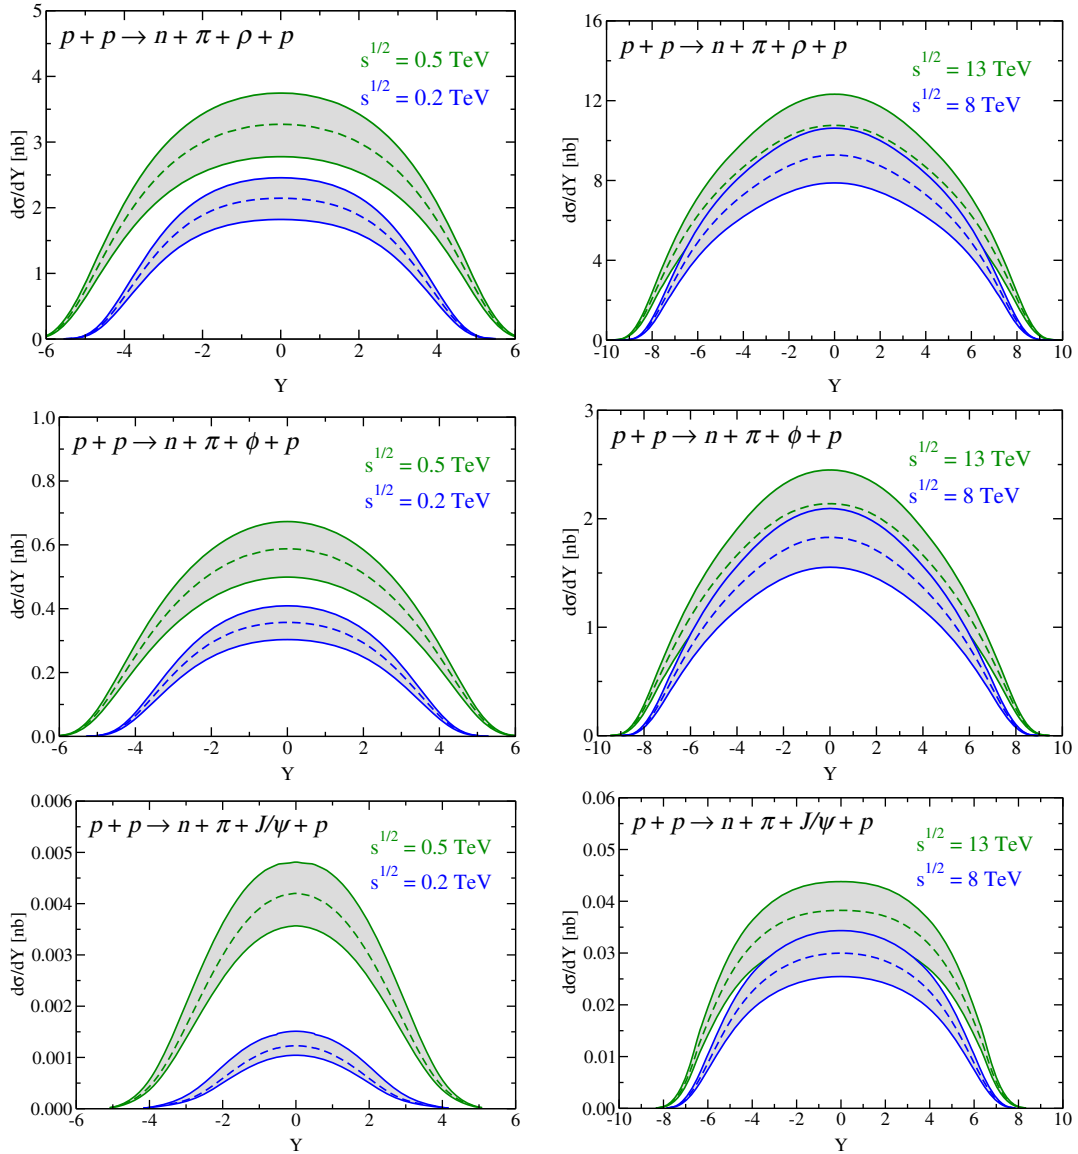 p + p → n + π + ρ + p
s^1/2 = 0.5 TeV
s^1/2 = 0.2 TeV
dσ/dY [nb]
5
4
3
2
1
0
-6 -4 -2 0 2 4 6
Y
p + p → n + π + ρ + p
s^1/2 = 13 TeV
s^1/2 = 8 TeV
dσ/dY [nb]
16
12
8
4
0
-10 -8 -6 -4 -2 0 2 4 6 8 10
Y
p + p → n + π + ϕ + p
s^1/2 = 0.5 TeV
s^1/2 = 0.2 TeV
dσ/dY [nb]
1.0
0.8
0.6
0.4
0.2
0.0
-6 -4 -2 0 2 4 6
Y
p + p → n + π + ϕ + p
s^1/2 = 13 TeV
s^1/2 = 8 TeV
dσ/dY [nb]
3
2
1
0
-10 -8 -6 -4 -2 0 2 4 6 8 10
Y
p + p → n + π + J/ψ + p
s^1/2 = 0.5 TeV
s^1/2 = 0.2 TeV
dσ/dY [nb]
0.006
0.005
0.004
0.003
0.002
0.001
0.000
-6 -4 -2 0 2 4 6
Y
p + p → n + π + J/ψ + p
s^1/2 = 13 TeV
s^1/2 = 8 TeV
dσ/dY [nb]
0.06
0.05
0.04
0.03
0.02
0.01
0.00
-10 -8 -6 -4 -2 0 2 4 6 8 10
Y